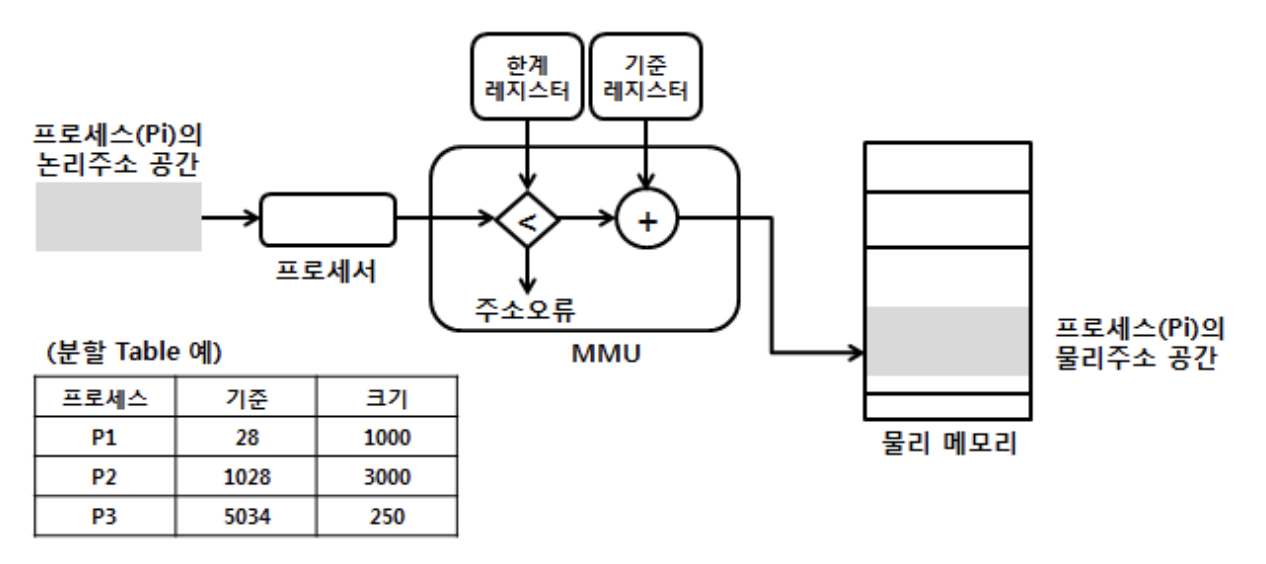 한계
레지스터
기준
레지스터
프로세스(Pi)의
논리주소 공간
<
+
프로세서
주소오류
MMU
프로세스(Pi)의
물리주소 공간
물리 메모리
(분할 Table 예)
프로세스 기준 크기
P1 28 1000
P2 1028 3000
P3 5034 250